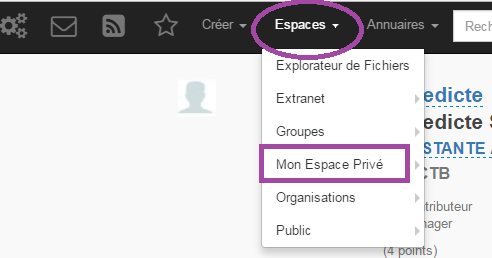 Créer Espaces Annuaires Rech
Explorateur de Fichiers
edicte
Extranet
edicte S
Groupes
STANTE A
Mon Espace Privé
CTB
Organisations
tributeur
Public
nager
(4 points)